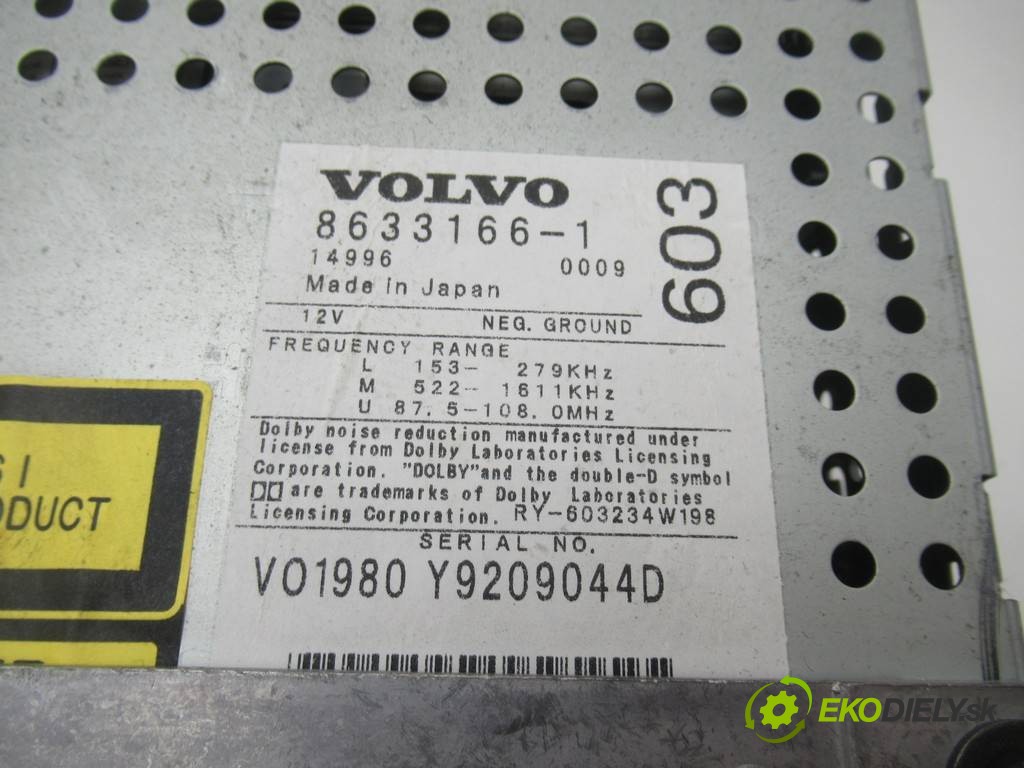 VOLVO
8633166-1
14996 0009
Made in Japan
603
12V NEG. GROUND
FREQUENCY RANGE
L 153- 279KHz
M 522- 1611KHz
U 87.5-108.0MHz
Dolby noise reduction manufactured under
license from Dolby Laboratories Licensing
Corporation. "DOLBY"and the double-D symbol
are trademarks of Dolby Laboratories
Licensing Corporation. RY-603234W198
SERIAL NO.
VO1980 Y9209044D
EKODIELY.sk